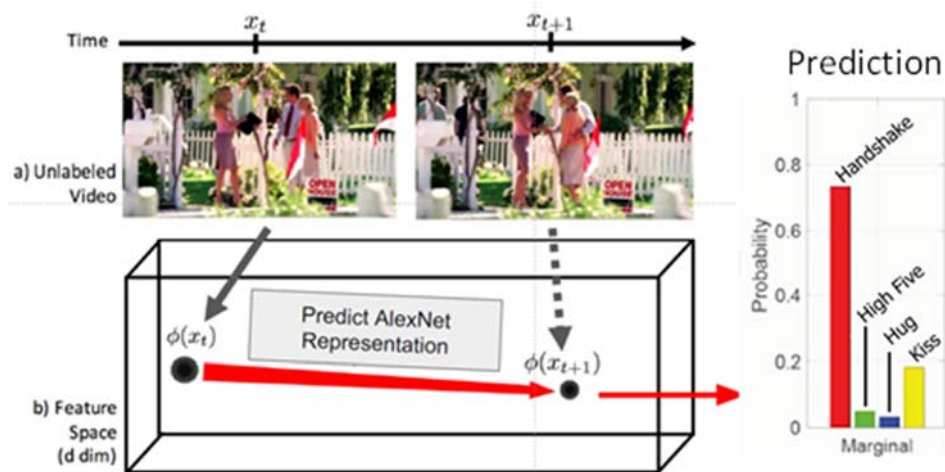 x_t
x_{t+1}
Time
a) Unlabeled
Video
OPEN
HOUSE
Predict AlexNet
Representation
ϕ(x_t)
ϕ(x_{t+1})
b) Feature
Space
(d dim)
Prediction
1
0.8
0.6
0.4
0.2
0
Probability
Handshake
High Five
Hug
Kiss
Marginal